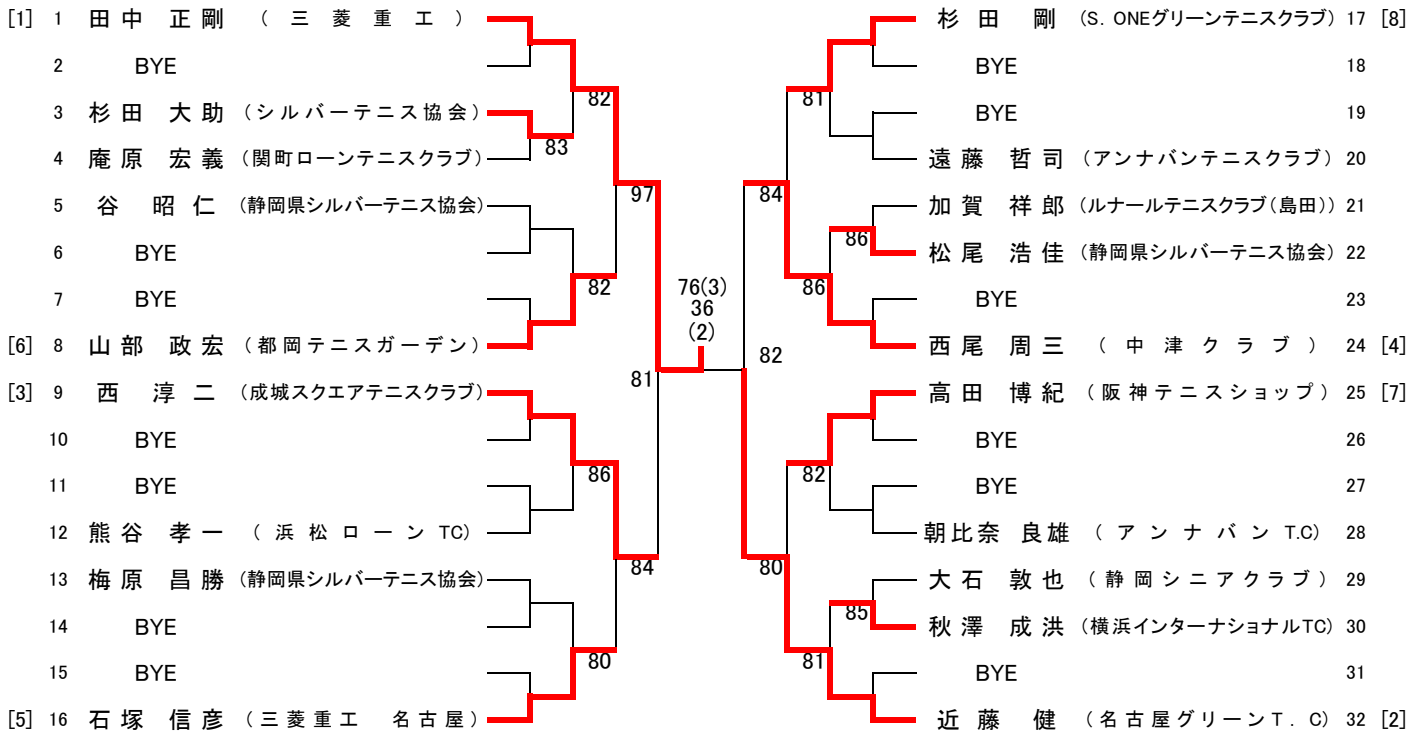 [1] 1 田中 正剛 (三菱重工)
2 BYE
82
3 杉田 大助 (シルバーテニス協会)
83
4 庵原 宏義 (関町ローンテニスクラブ)
97
5 谷 昭仁 (静岡県シルバーテニス協会)
6 BYE
82
7 BYE
[6] 8 山部 政宏 (都岡テニスガーデン)
81
[3] 9 西 淳二 (成城スクエアテニスクラブ)
10 BYE
86
11 BYE
12 熊谷 孝一 (浜松ローンTC)
84
13 梅原 昌勝 (静岡県シルバーテニス協会)
14 BYE
80
15 BYE
[5] 16 石塚 信彦 (三菱重工 名古屋)
76(3)
36
(2)
杉田 剛 (S. ONEグリーンテニスクラブ) 17 [8]
BYE 18
81
BYE 19
遠藤 哲司 (アンナバンテニスクラブ) 20
84
加賀 祥郎 (ルナールテニスクラブ(島田)) 21
86
松尾 浩佳 (静岡県シルバーテニス協会) 22
86
BYE 23
西尾 周三 (中津クラブ) 24 [4]
82
高田 博紀 (阪神テニスショップ) 25 [7]
BYE 26
82
BYE 27
朝比奈 良雄 (アンナバンT.C) 28
80
大石 敦也 (静岡シニアクラブ) 29
85
秋澤 成洪 (横浜インターナショナルTC) 30
81
BYE 31
近藤 健 (名古屋グリーンT．C) 32 [2]